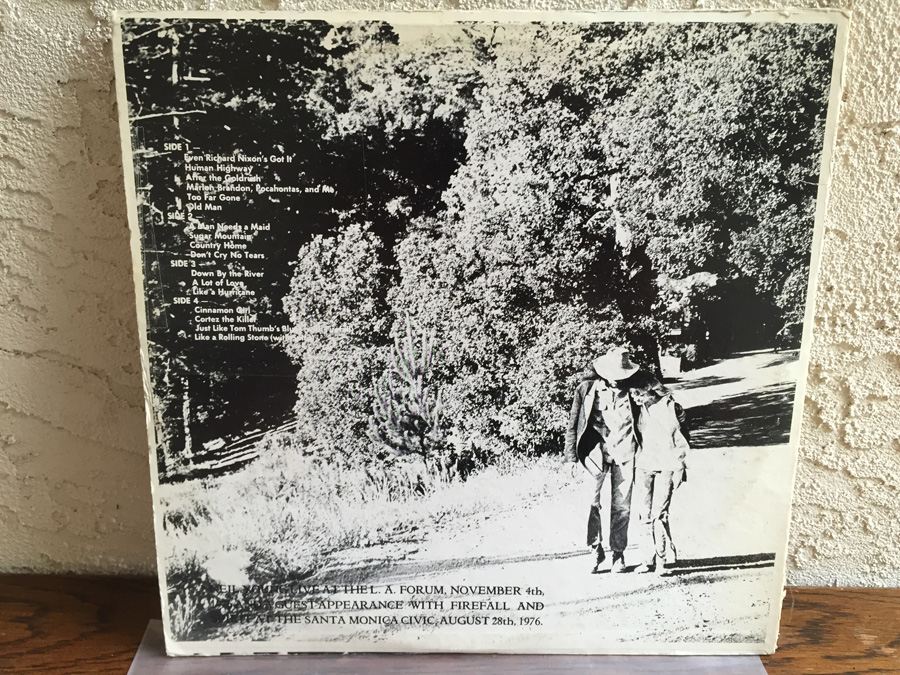 SIDE 1 —
Even Richard Nixon's Got It
Human Highway
After the Goldrush
Marlon Brandon, Pocahontas, and Me
Too Far Gone
Old Man
SIDE 2 —
A Man Needs a Maid
Sugar Mountain
Country Home
Don't Cry No Tears
SIDE 3 —
Down By the River
A Lot of Love
Like a Hurricane
SIDE 4 —
Cinnamon Girl
Cortez the Killer
Just Like Tom Thumb's
Like a Rolling Stone
LIVE AT THE L. A. FORUM, NOVEMBER 4th,
GUEST APPEARANCE WITH FIREFALL AND
AT THE SANTA MONICA CIVIC, AUGUST 28th, 1976.